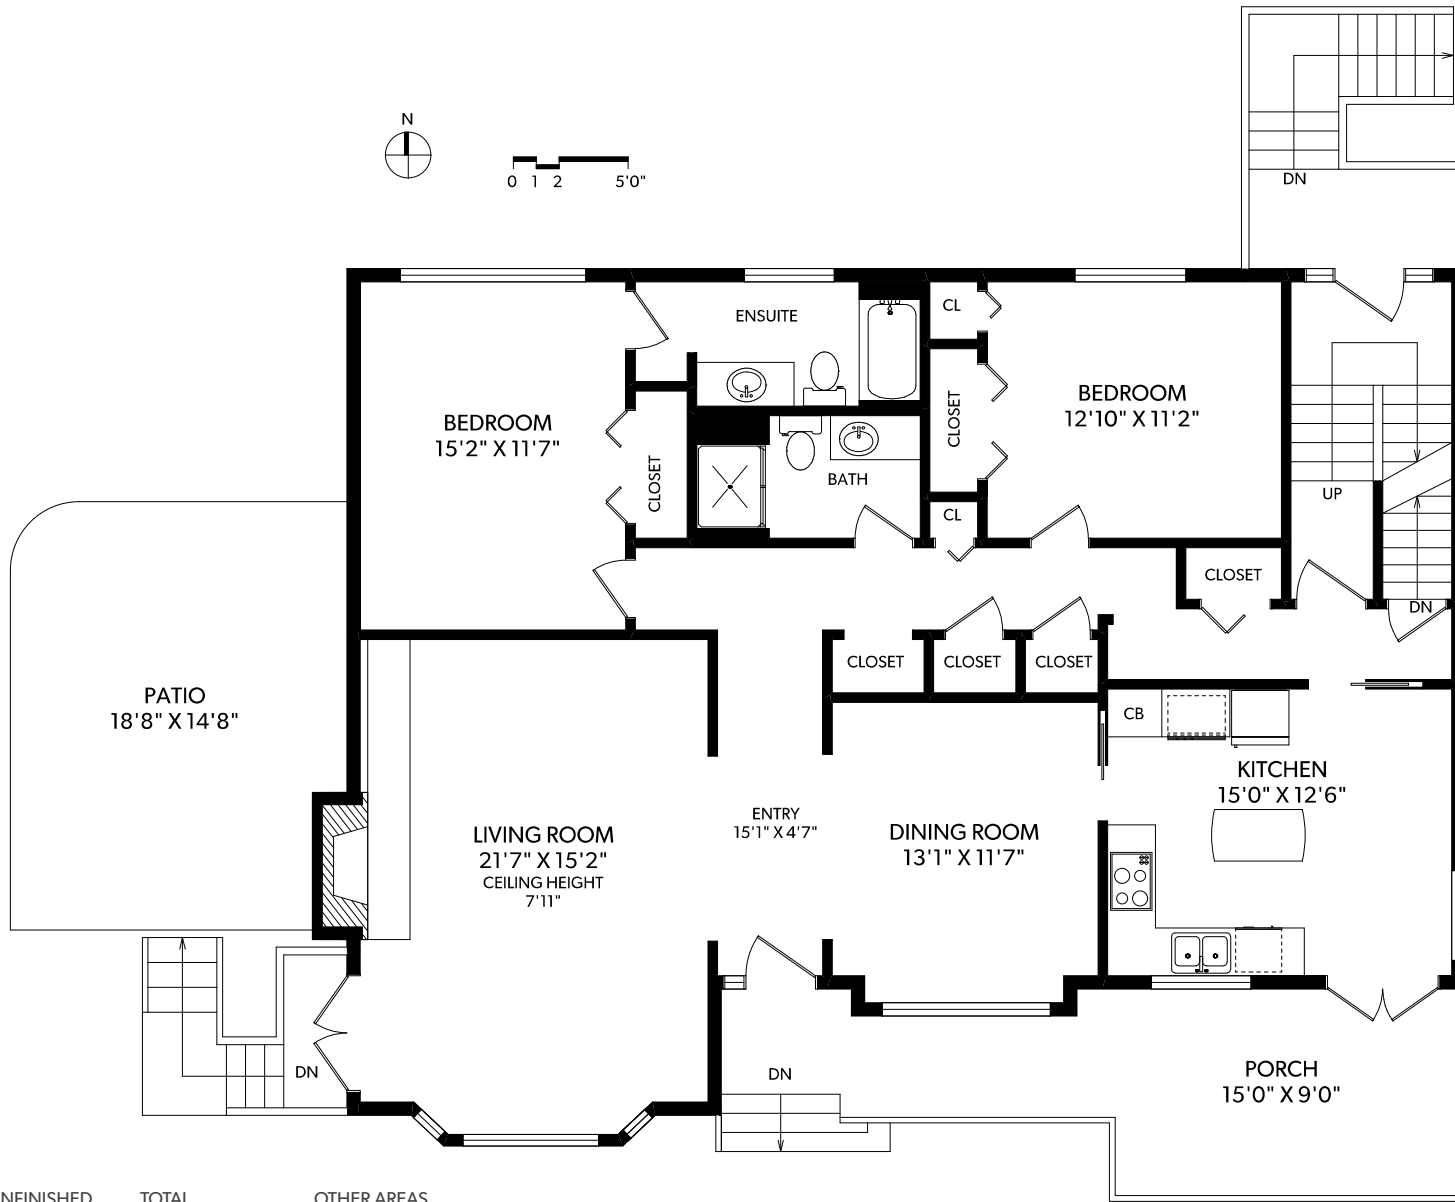 N
0 1 2 5'0"
DN
ENSUITE
CL
BEDROOM
15'2" X 11'7"
CLOSET
BATH
CLOSET
CL
BEDROOM
12'10" X 11'2"
UP
CLOSET
DN
PATIO
18'8" X 14'8"
CLOSET
CLOSET
CLOSET
CB
KITCHEN
15'0" X 12'6"
LIVING ROOM
21'7" X 15'2"
CEILING HEIGHT
7'11"
ENTRY
15'1" X 4'7"
DINING ROOM
13'1" X 11'7"
DN
DN
PORCH
15'0" X 9'0"
NFINISHED TOTAL OTHER AREAS